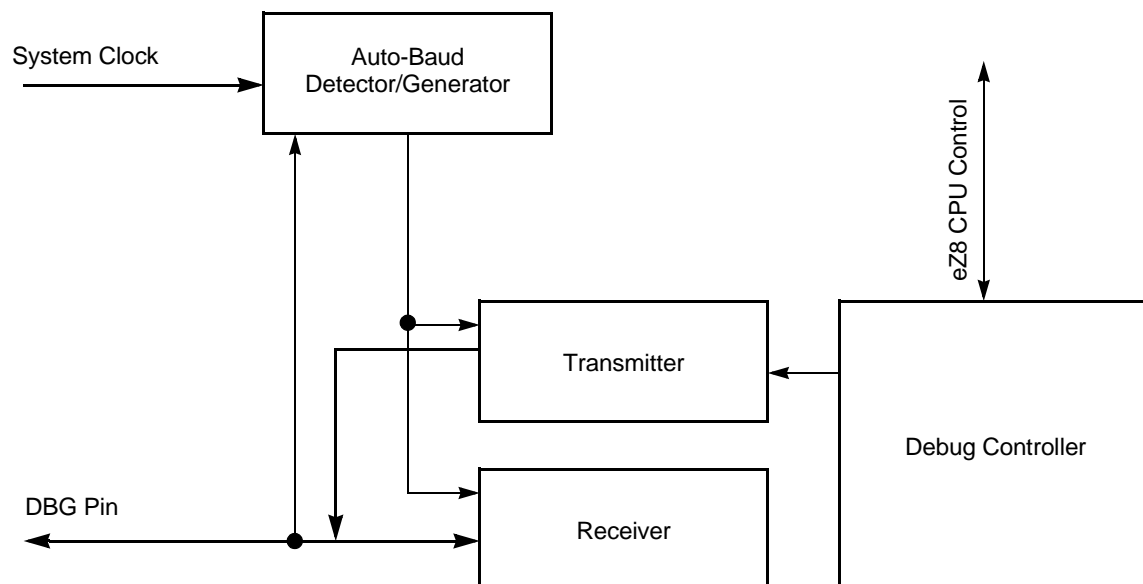 System Clock
Auto-Baud
Detector/Generator
eZ8 CPU Control
Transmitter
Debug Controller
DBG Pin
Receiver